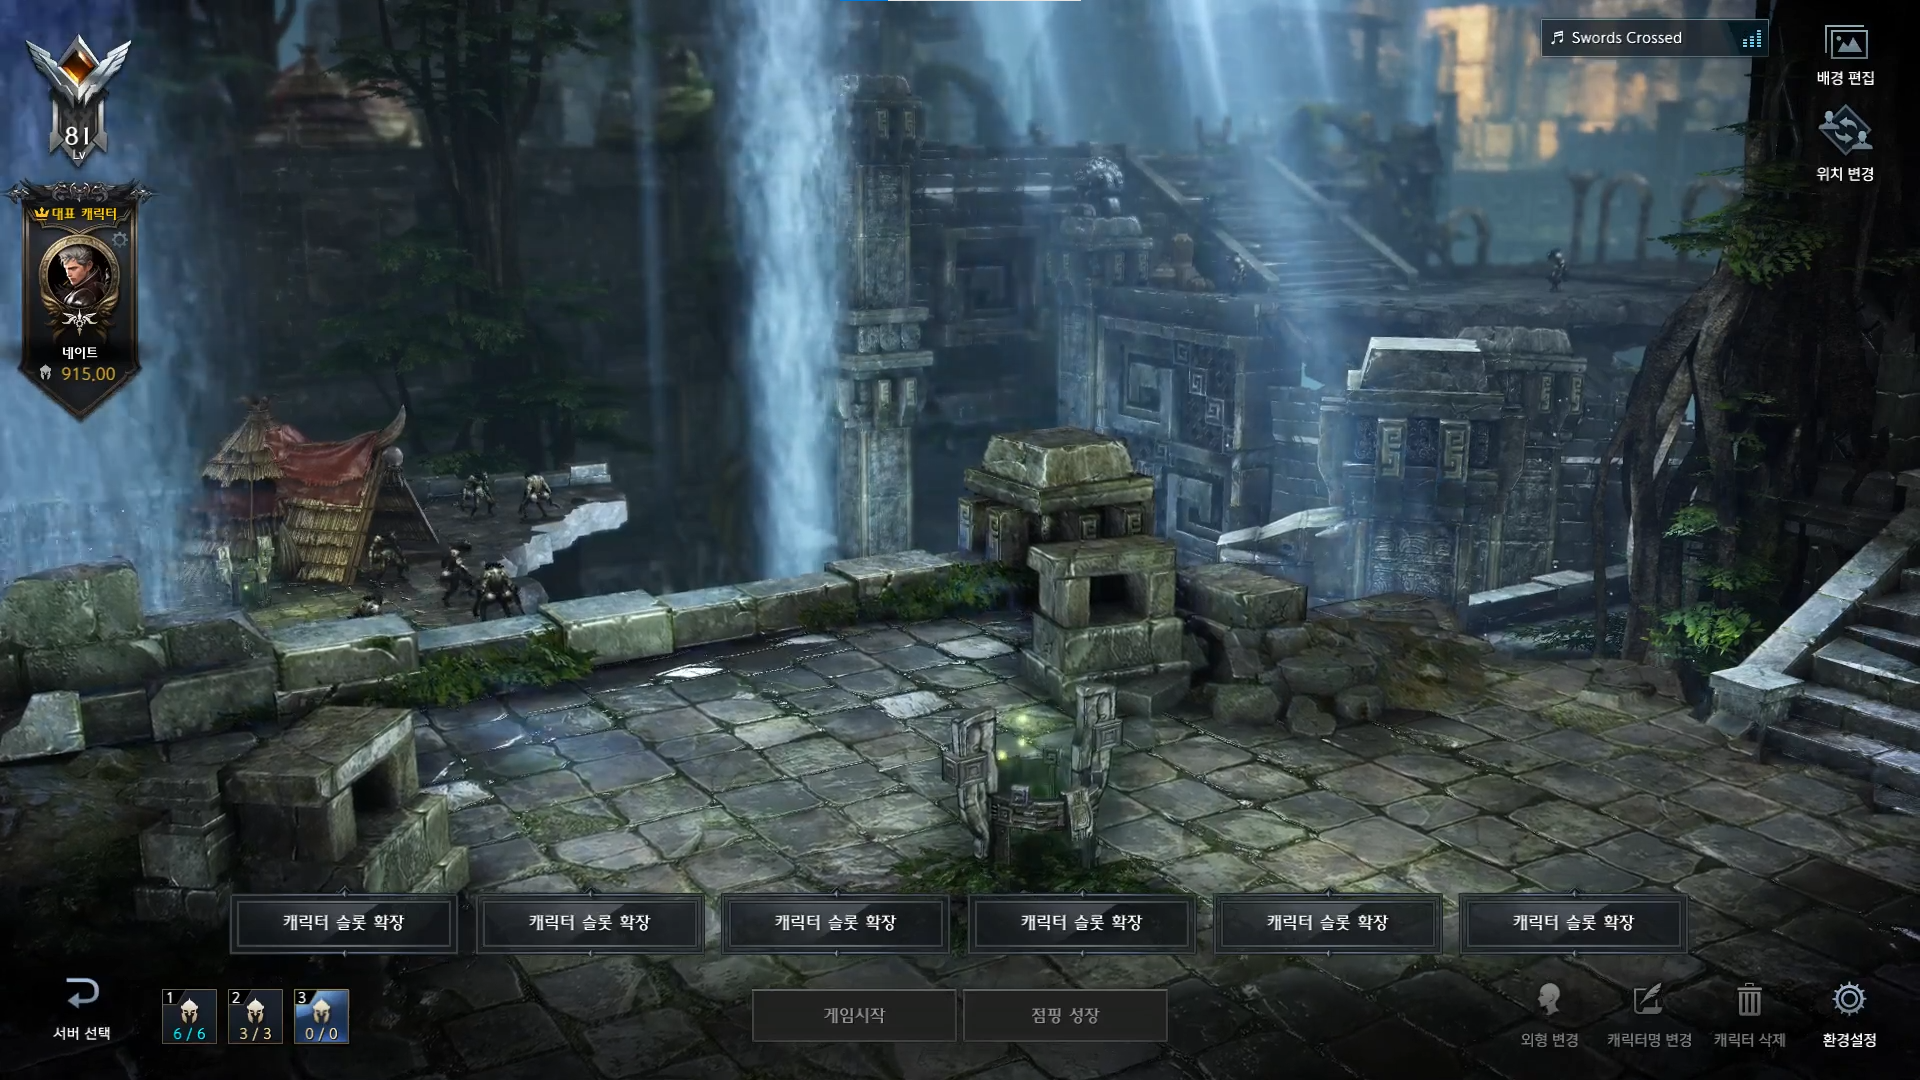 Swords Crossed
배경 편집
위치 변경
81
Lv
대표 캐릭터
네이트
915.00
캐릭터 슬롯 확장
캐릭터 슬롯 확장
캐릭터 슬롯 확장
캐릭터 슬롯 확장
캐릭터 슬롯 확장
캐릭터 슬롯 확장
서버 선택
1
6 / 6
2
3 / 3
3
0 / 0
게임시작
점핑 성장
외형 변경
캐릭터명 변경
캐릭터 삭제
환경설정